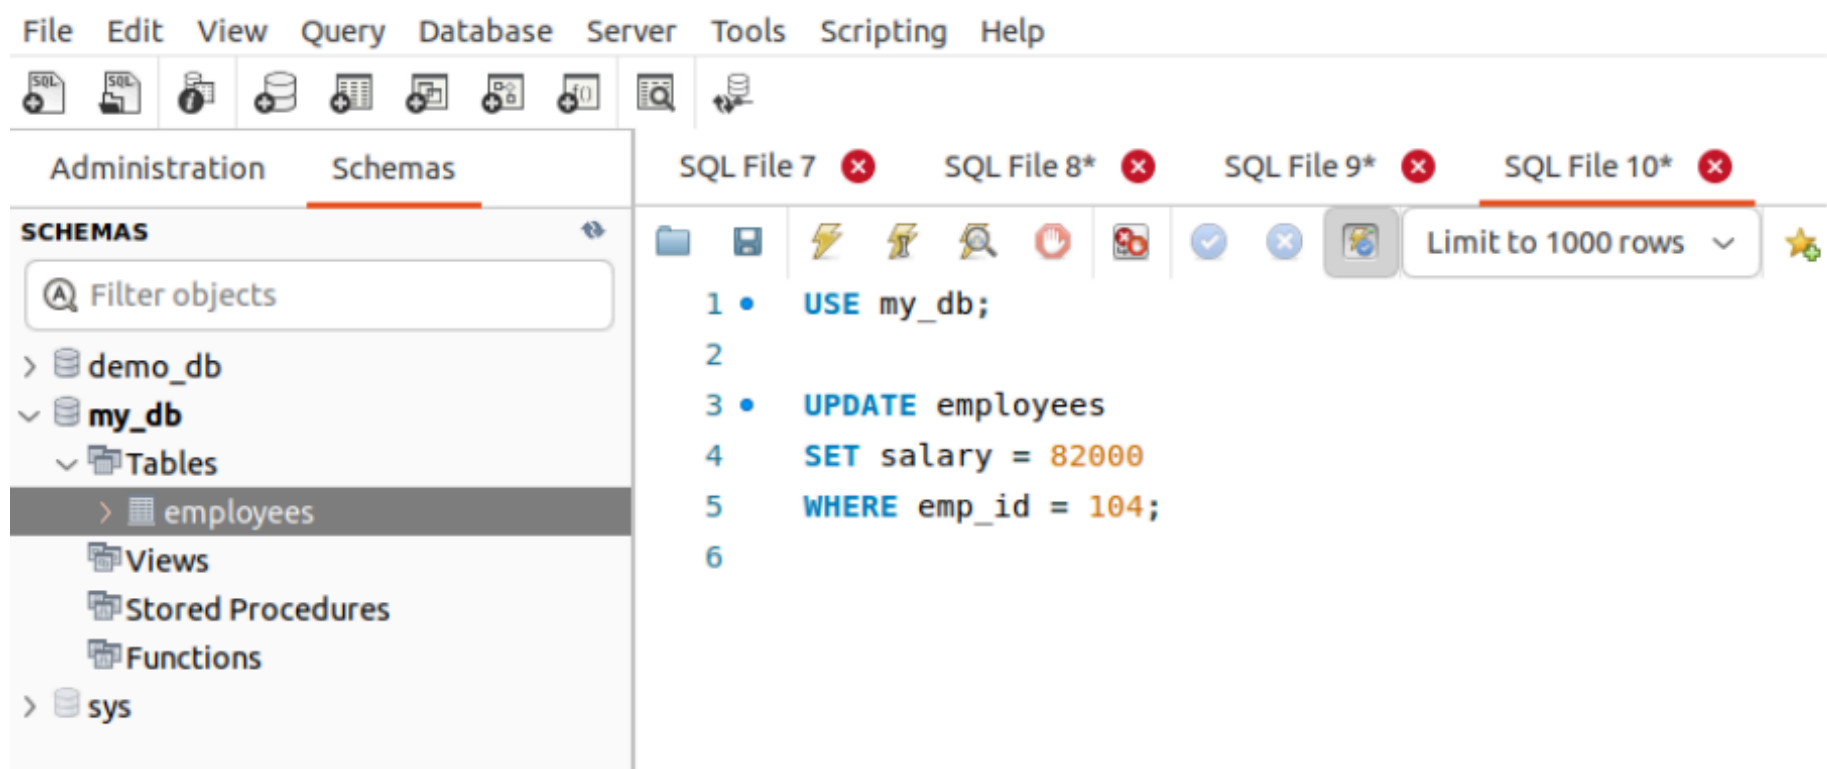 File Edit View Query Database Server Tools Scripting Help
SQL SQL
Administration Schemas
SQL File 7 SQL File 8* SQL File 9* SQL File 10*
SCHEMAS
Limit to 1000 rows
Filter objects
demo_db
my_db
Tables
employees
Views
Stored Procedures
Functions
sys
1 USE my_db;
2
3 UPDATE employees
4 SET salary = 82000
5 WHERE emp_id = 104;
6